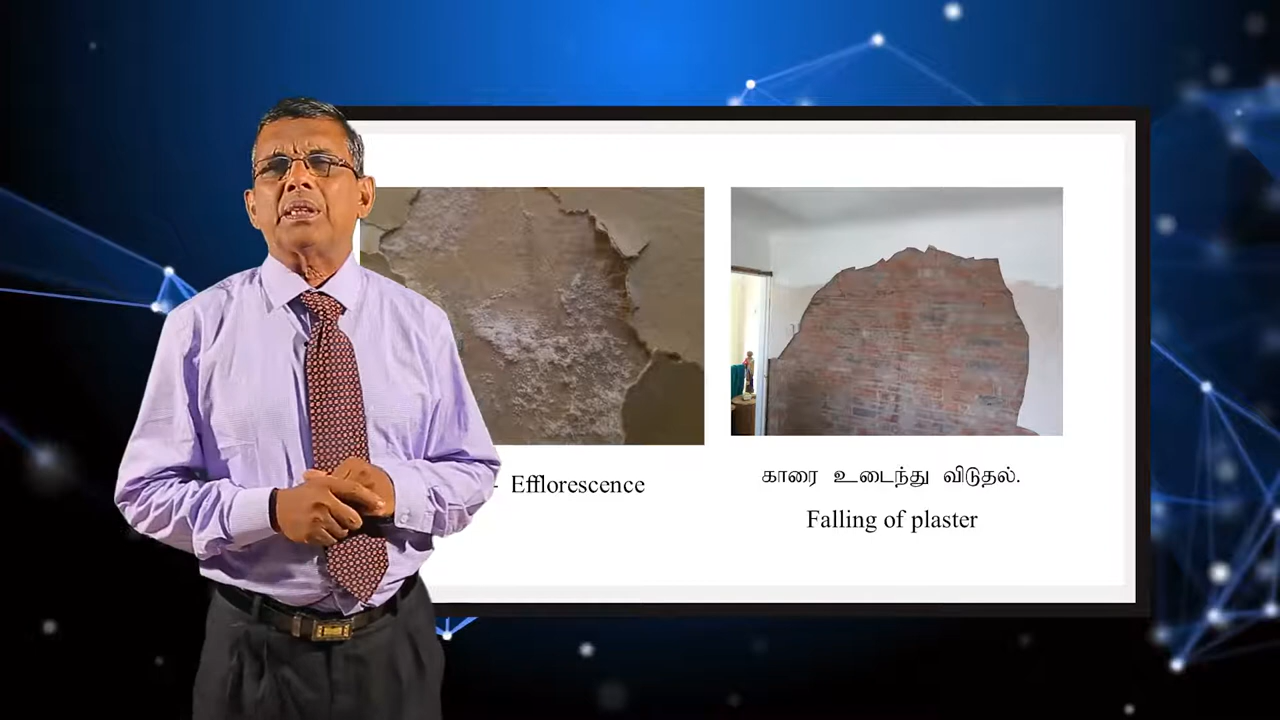 - Efflorescence
காரை உடைந்து விடுதல்.
Falling of plaster